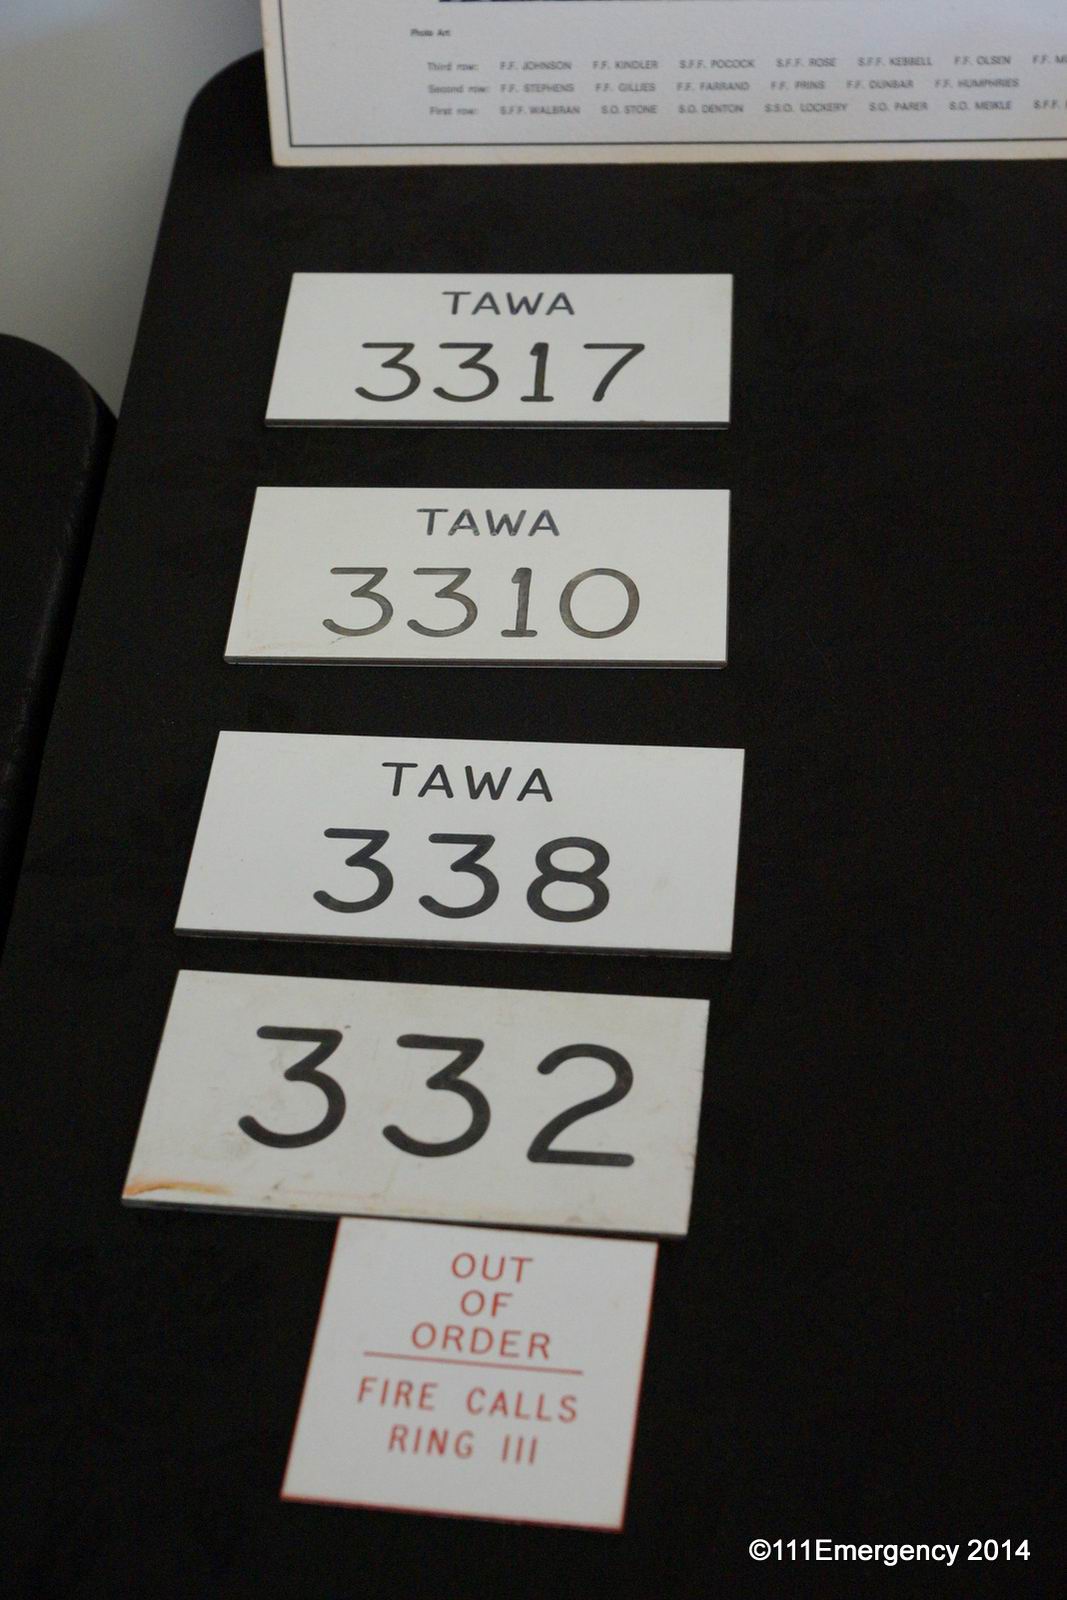 Photo Art
Third row: F.F. JOHNSON F.F. KINDLER S.F.F. POCOCK S.F.F. ROSE S.F.F. KEBBELL F.F. OLSEN F.F.
Second row: F.F. STEPHENS F.F. GILLIES F.F. FARRAND F.F. PRINS F.F. DUNBAR F.F. HUMPHRIES
First row: S.F.F. WALBRAN S.O. STONE S.O. DENTON S.S.O. LOCKERY S.O. PARER S.O. MEIKLE S.F.F.
TAWA
3317
TAWA
3310
TAWA
338
332
OUT
OF
ORDER
FIRE CALLS
RING 111
©111Emergency 2014